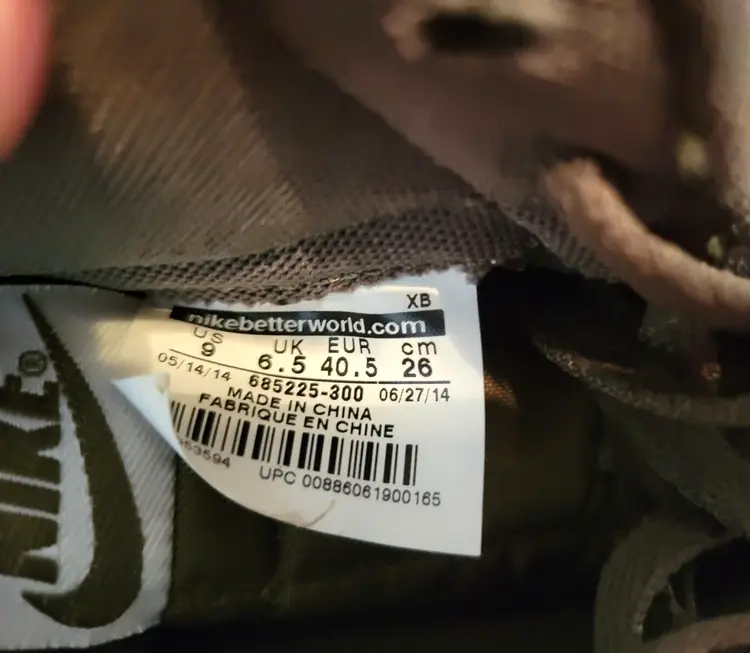 XB
nikebetterworld.com
US UK EUR cm
9 6.5 40.5 26
05/14/14 685225-300 06/27/14
MADE IN CHINA
FABRIQUE EN CHINE
UPC 00886061900165
NIKE®